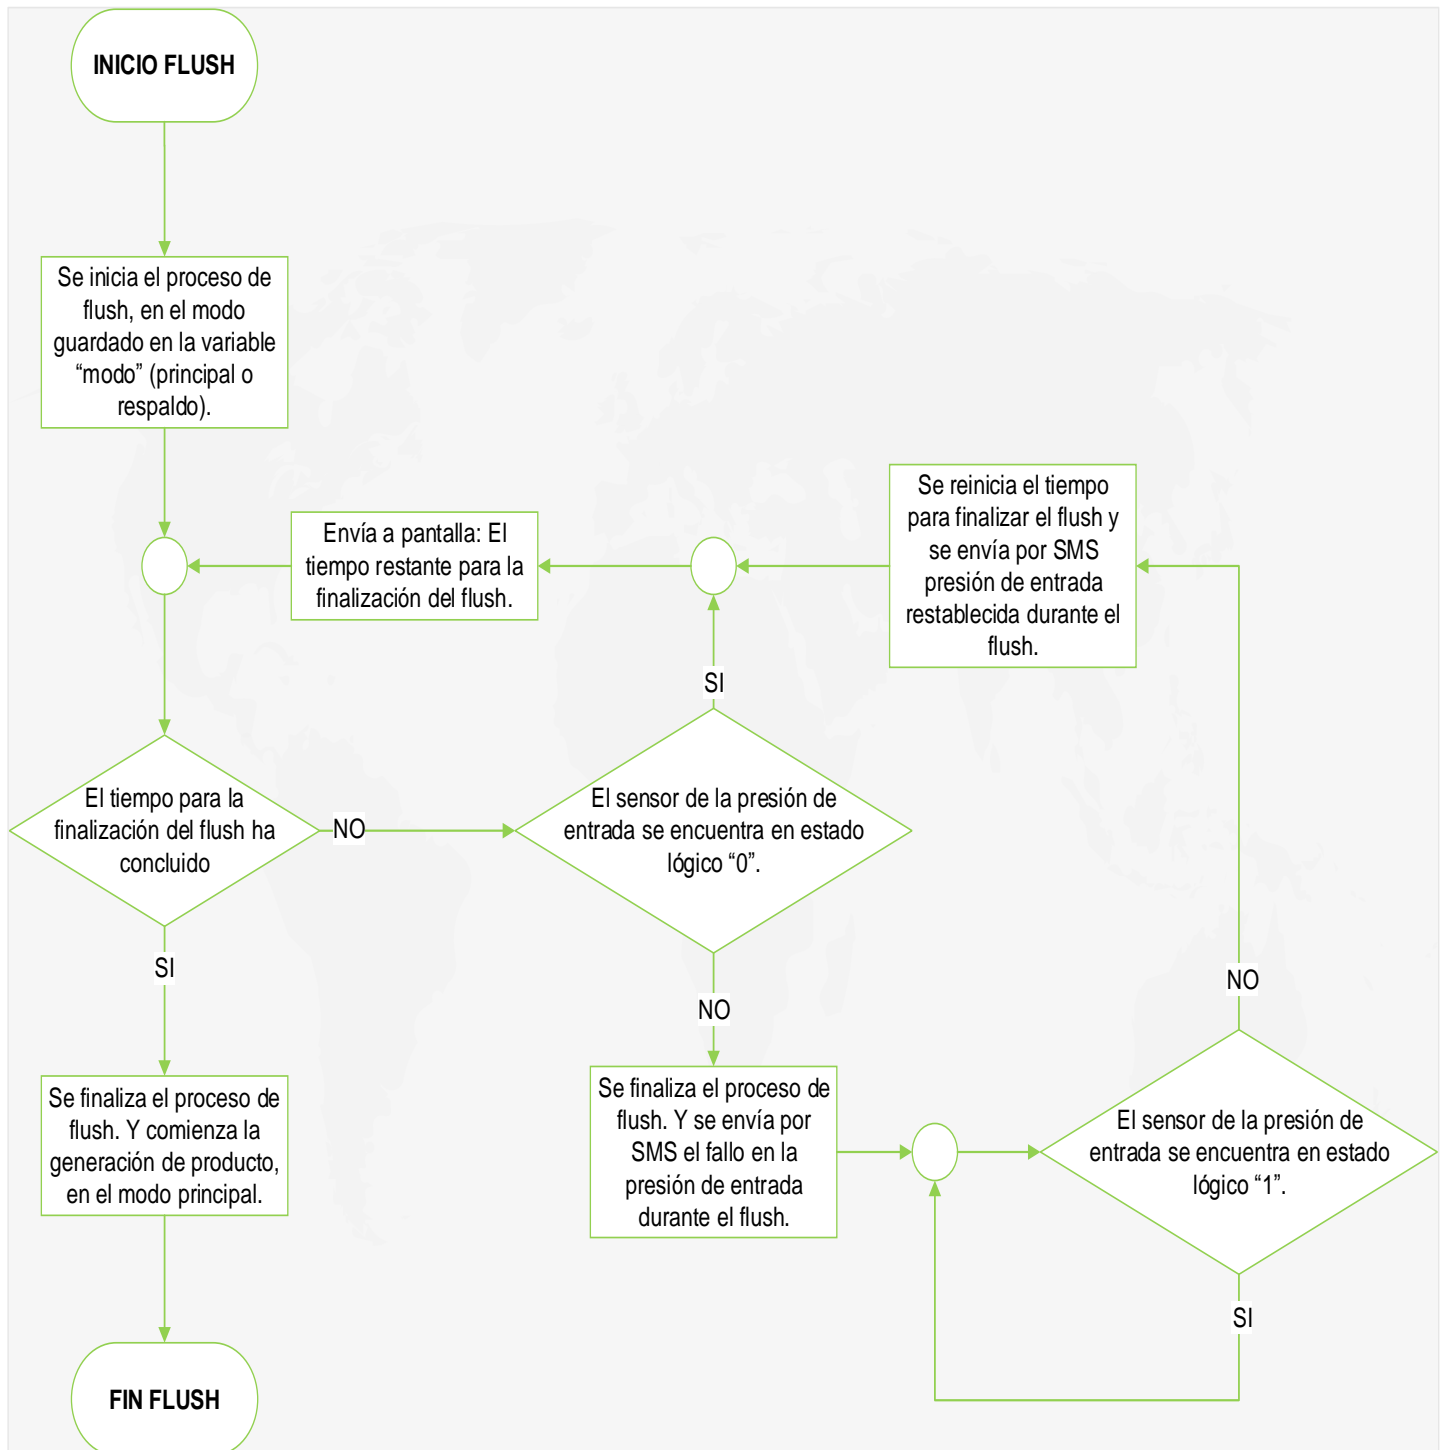 INICIO FLUSH
Se inicia el proceso de
flush, en el modo
guardado en la variable
“modo” (principal o
respaldo).
Envía a pantalla: El
tiempo restante para la
finalización del flush.
Se reinicia el tiempo
para finalizar el flush y
se envía por SMS
presión de entrada
restablecida durante el
flush.
SI
El tiempo para la
finalización del flush ha
concluido
NO
El sensor de la presión de
entrada se encuentra en estado
lógico “0”.
SI
NO
NO
Se finaliza el proceso de
flush. Y comienza la
generación de producto,
en el modo principal.
Se finaliza el proceso de
flush. Y se envía por
SMS el fallo en la
presión de entrada
durante el flush.
El sensor de la presión de
entrada se encuentra en estado
lógico “1”.
SI
FIN FLUSH